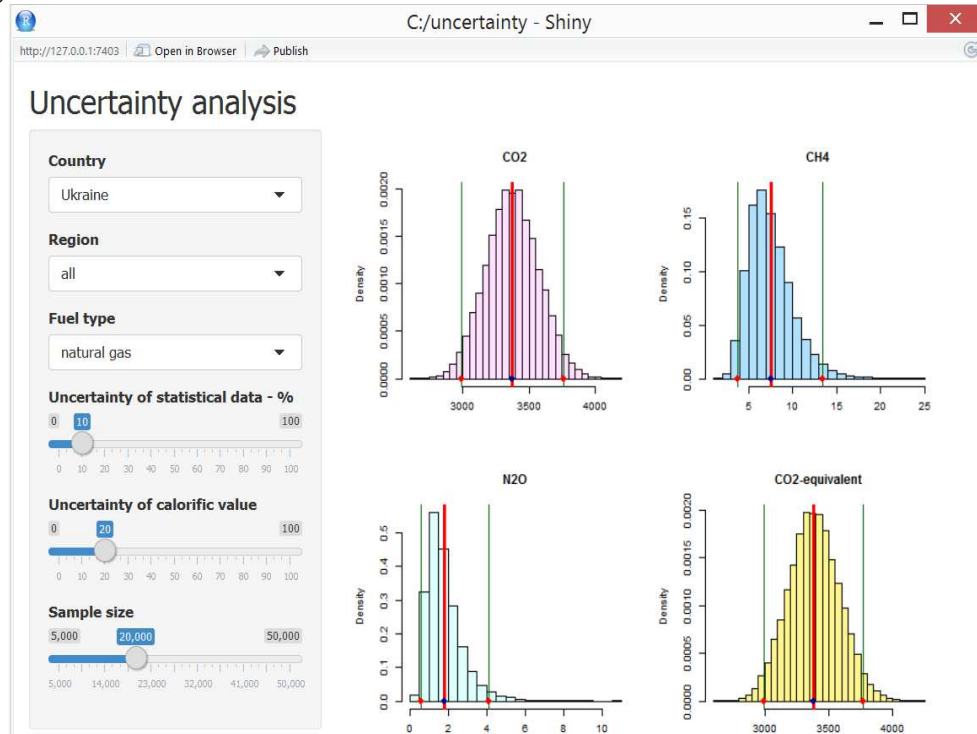 R
C:/uncertainty - Shiny
http://127.0.0.1:7403 Open in Browser Publish
Uncertainty analysis
Country
Ukraine
Region
all
Fuel type
natural gas
Uncertainty of statistical data - %
0 10 100
0 10 20 30 40 50 60 70 80 90 100
Uncertainty of calorific value
0 20 100
0 10 20 30 40 50 60 70 80 90 100
Sample size
5,000 20,000 50,000
5,000 14,000 23,000 32,000 41,000 50,000
CO2
Density
0.0000 0.0005 0.0010 0.0015 0.0020
3000 3500 4000
CH4
Density
0.00 0.05 0.10 0.15
5 10 15 20 25
N2O
Density
0.0 0.1 0.2 0.3 0.4 0.5
0 2 4 6 8 10
CO2-equivalent
Density
0.0000 0.0005 0.0010 0.0015 0.0020
3000 3500 4000